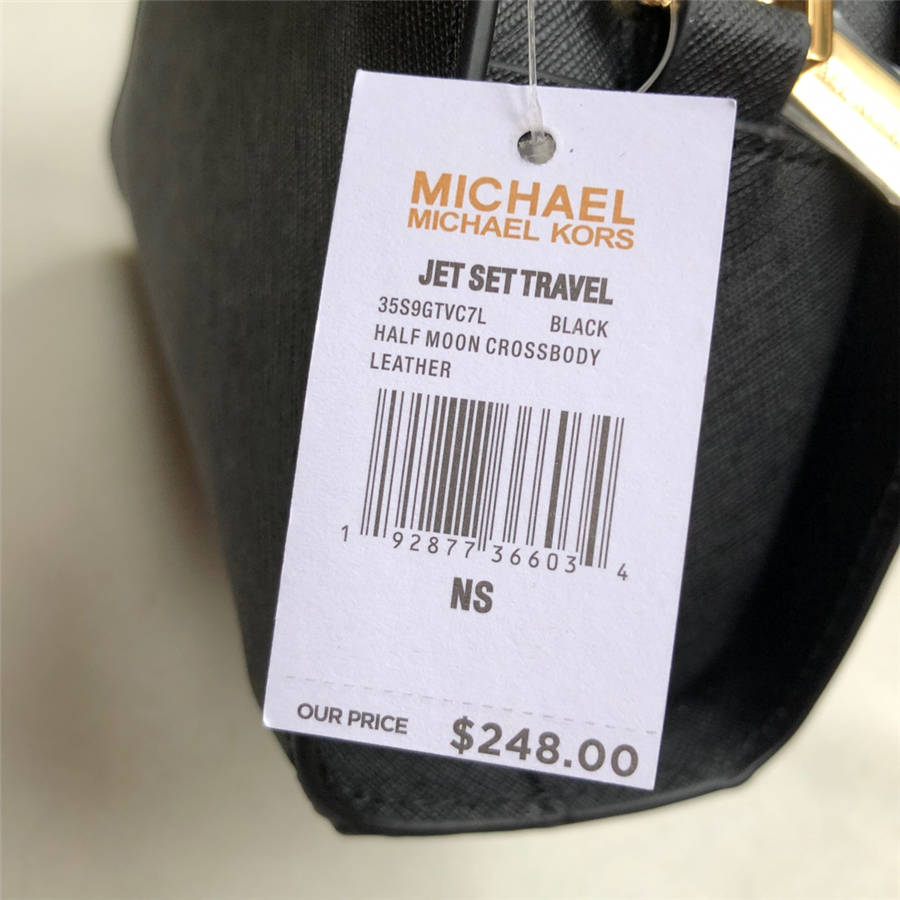 MICHAEL
MICHAEL KORS
JET SET TRAVEL
35S9GTVC7L BLACK
HALF MOON CROSSBODY
LEATHER
1 92877 36603 4
NS
OUR PRICE $248.00